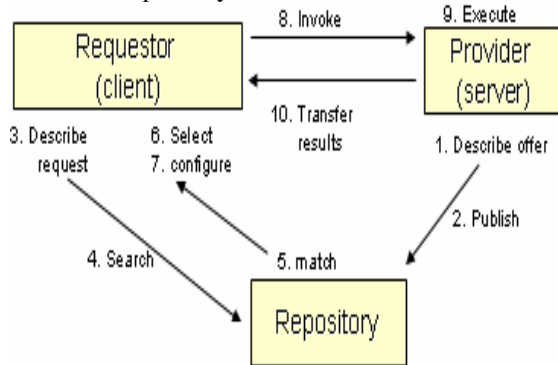 8. Invoke
9. Execute
Requestor
(client)
Provider
(server)
10. Transfer
results
3. Describe
request
6. Select
7. configure
1. Describe offer
2. Publish
4. Search
5. match
Repository